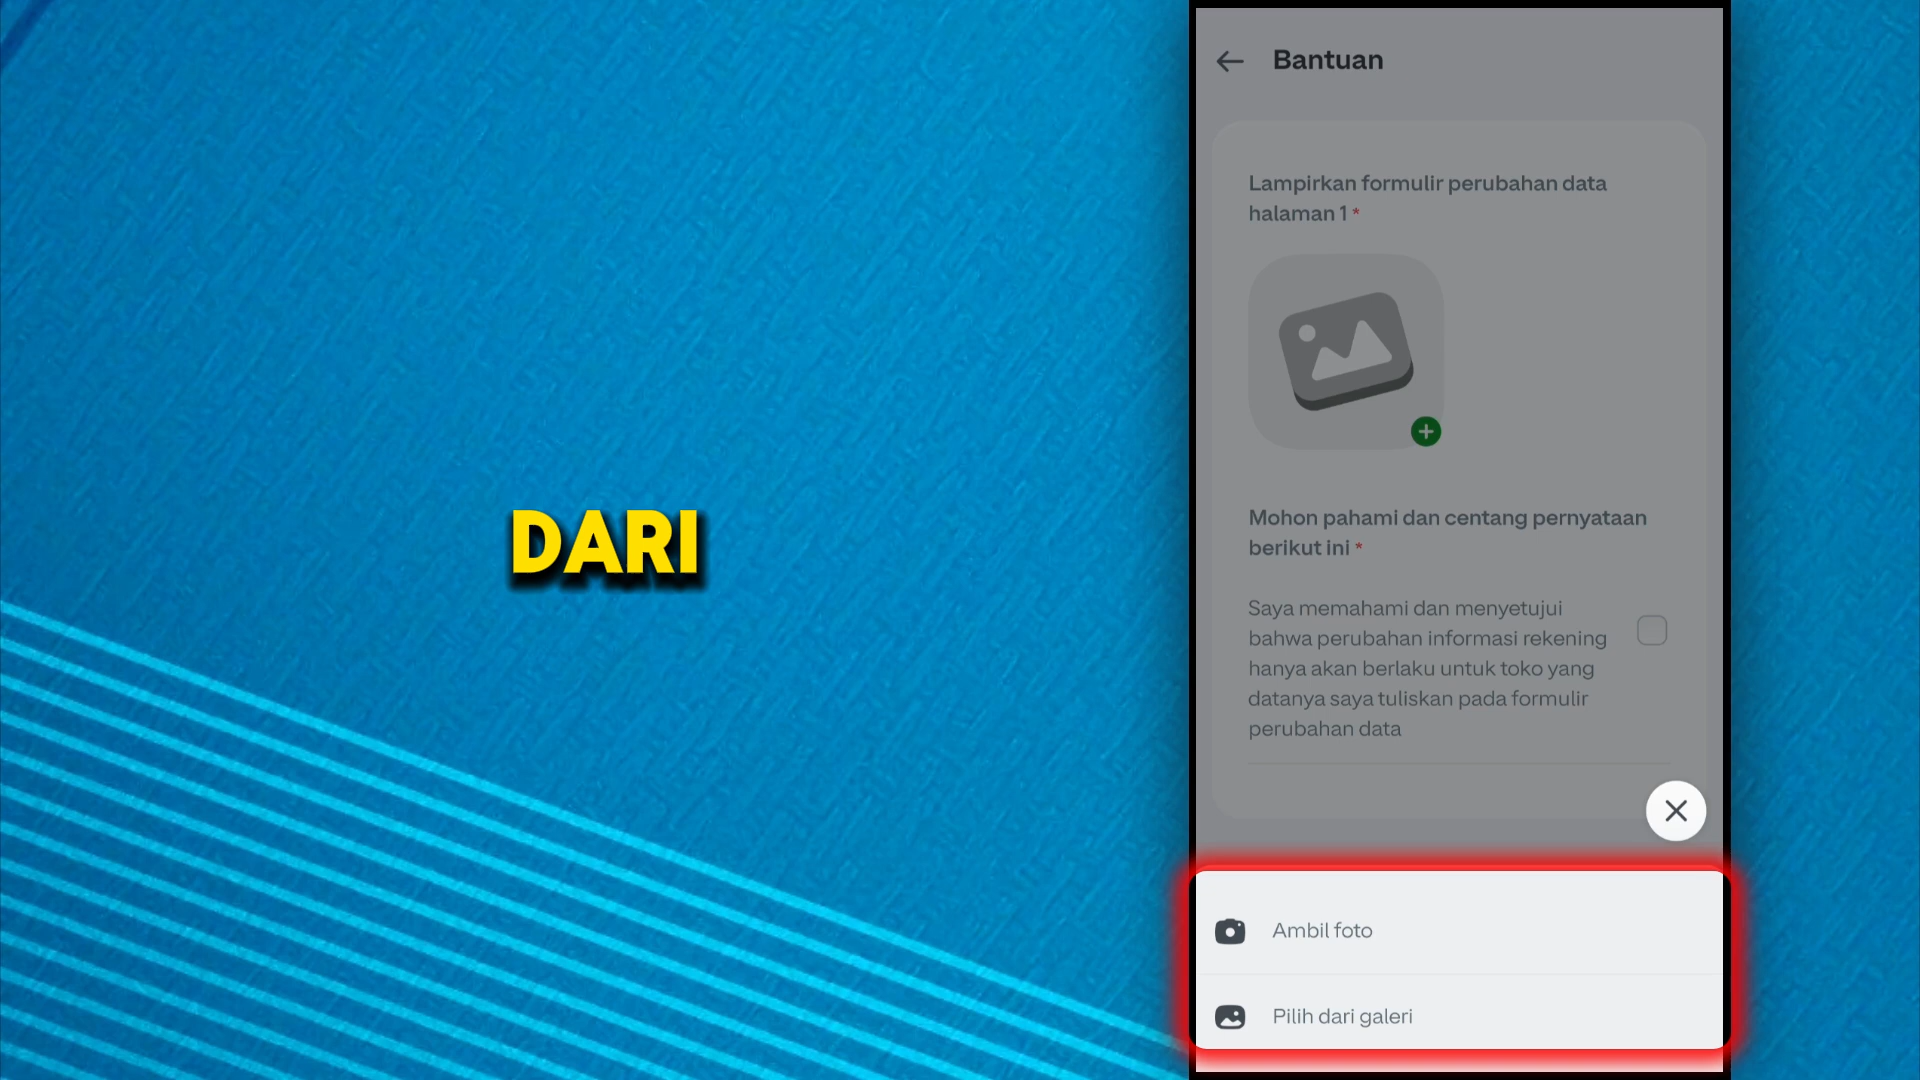 Bantuan
Lampirkan formulir perubahan data
halaman 1 *
DARI
Mohon pahami dan centang pernyataan
berikut ini *
Saya memahami dan menyetujui
bahwa perubahan informasi rekening
hanya akan berlaku untuk toko yang
datanya saya tuliskan pada formulir
perubahan data
Ambil foto
Pilih dari galeri